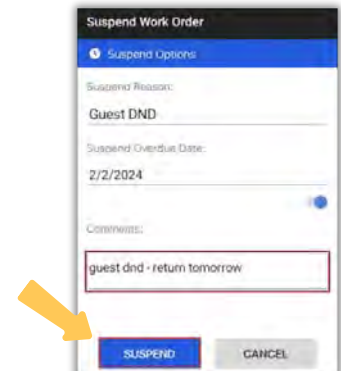 Suspend Work Order
Suspend Options
Suspend Reason:
Guest DND
Suspend Overdue Date:
2/2/2024
Comments:
guest dnd - return tomorrow
SUSPEND
CANCEL